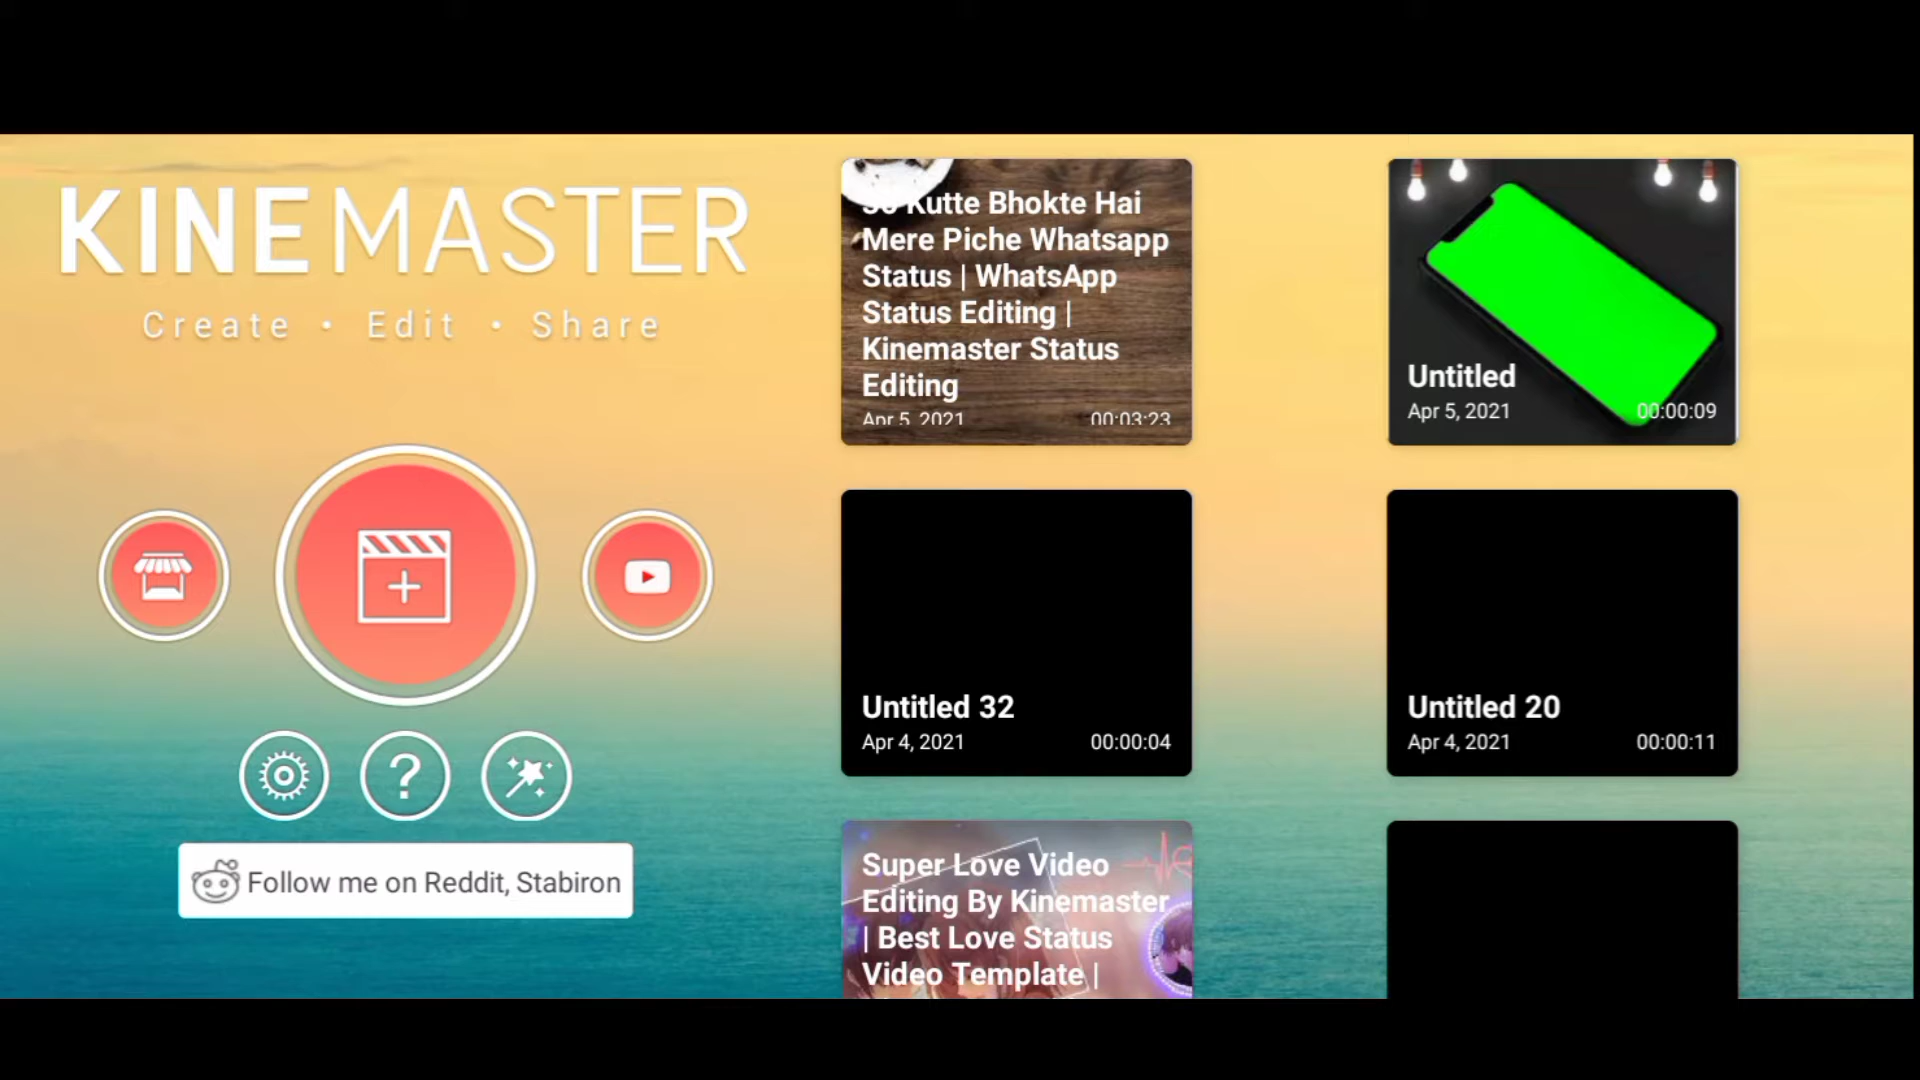 KINEMASTER
Create • Edit • Share
Follow me on Reddit, Stabiron
Kutte Bhokte Hai
Mere Piche Whatsapp
Status | WhatsApp
Status Editing |
Kinemaster Status
Editing
Apr 5, 2021 00:03:23
Untitled
Apr 5, 2021 00:00:09
Untitled 32
Apr 4, 2021 00:00:04
Untitled 20
Apr 4, 2021 00:00:11
Super Love Video
Editing By Kinemaster
| Best Love Status
Video Template |